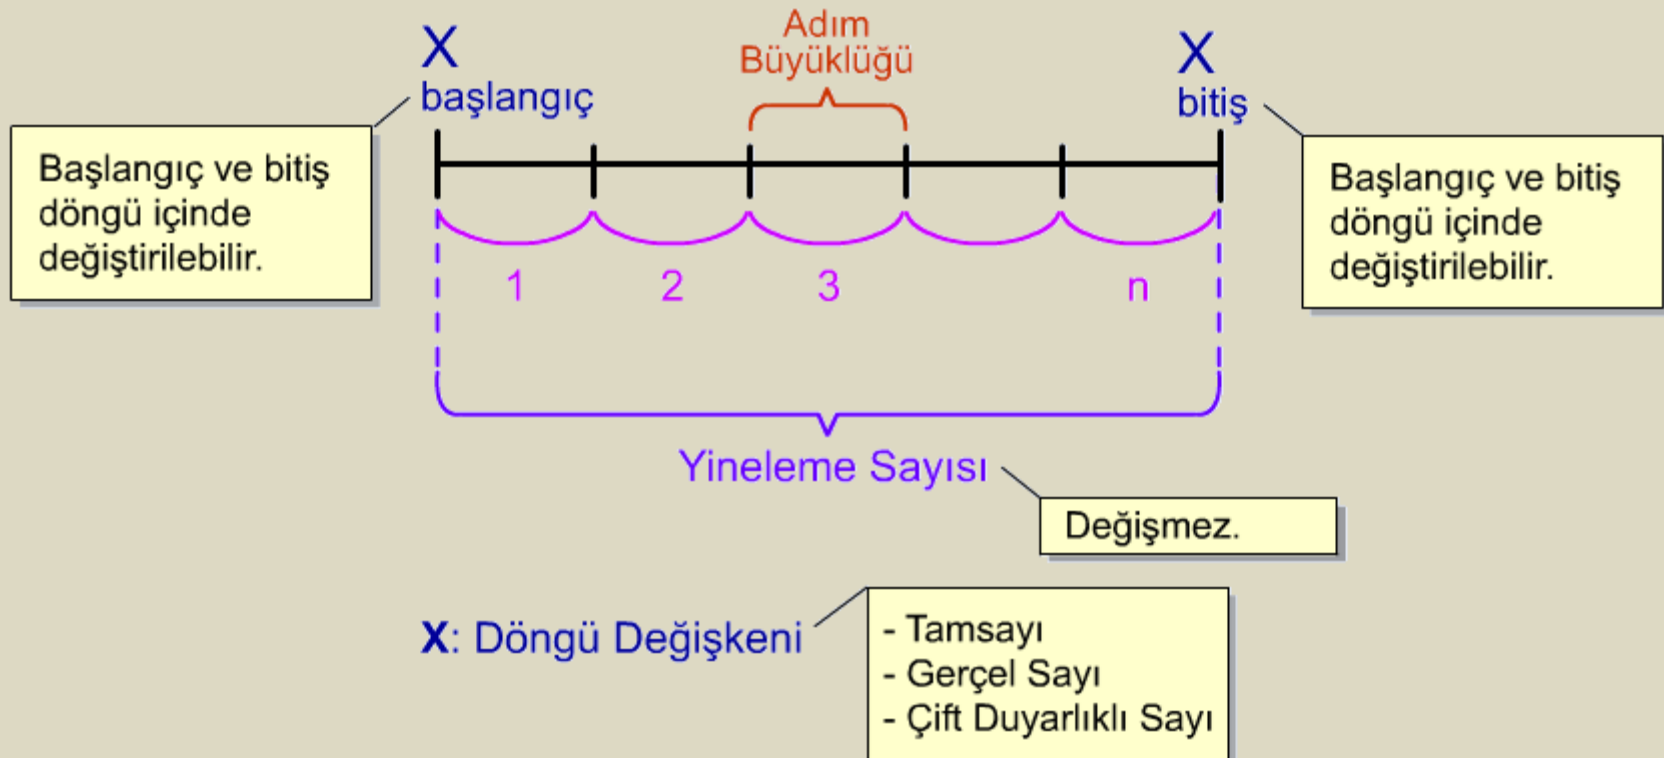 Adım
Büyüklüğü
X
başlangıç
X
bitiş
Başlangıç ve bitiş
döngü içinde
değiştirilebilir.
Başlangıç ve bitiş
döngü içinde
değiştirilebilir.
1 2 3 n
Yineleme Sayısı
Değişmez.
X: Döngü Değişkeni
- Tamsayı
- Gerçel Sayı
- Çift Duyarlıklı Sayı